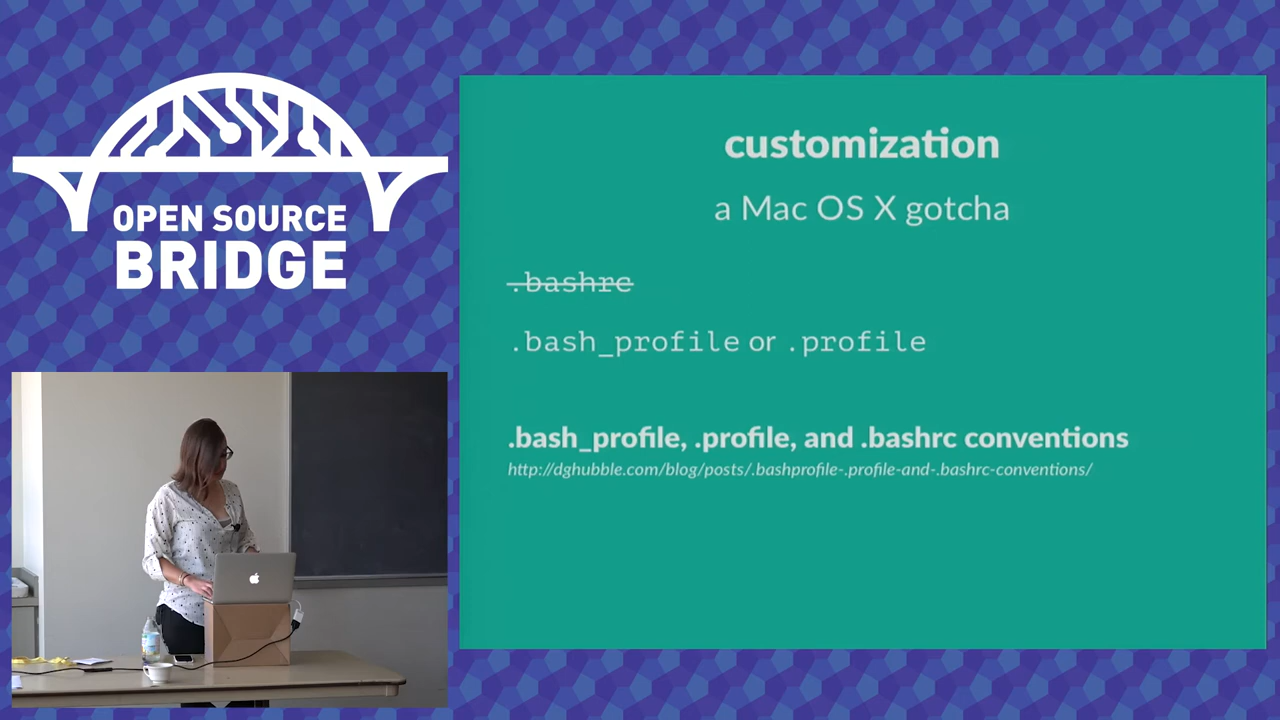 OPEN SOURCE
BRIDGE
customization
a Mac OS X gotcha
.bashrc
.bash_profile or .profile
.bash_profile, .profile, and .bashrc conventions
http://dghubble.com/blog/posts/.bashprofile-.profile-and-.bashrc-conventions/